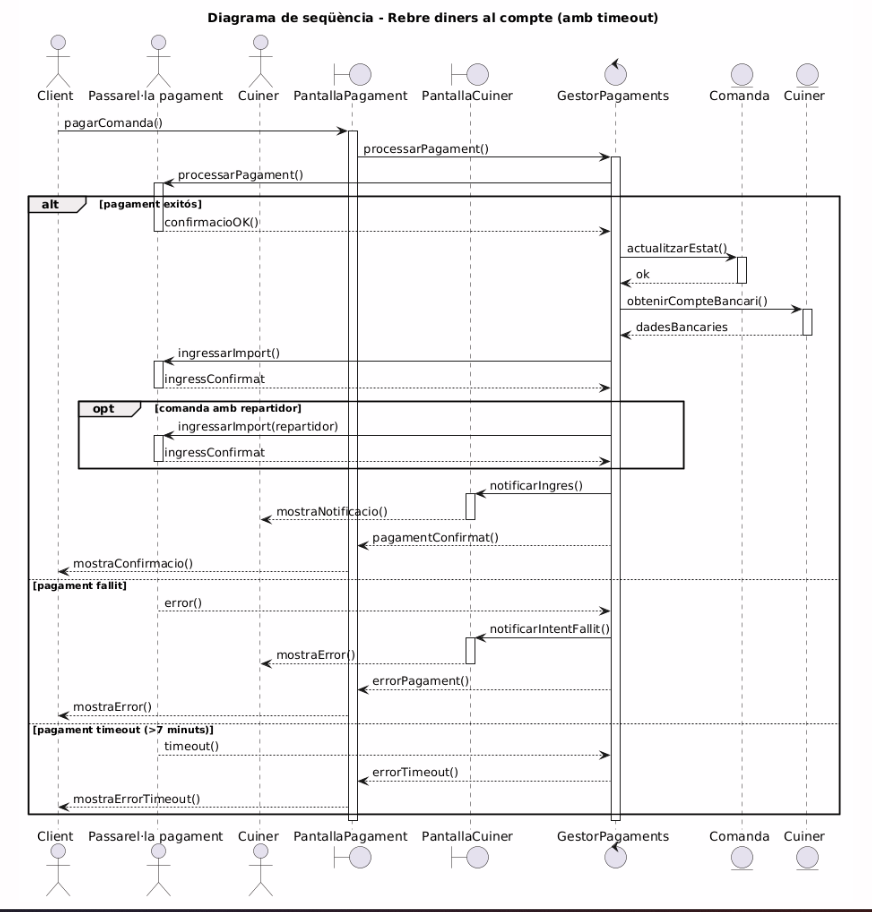 Diagrama de seqüència - Rebre diners al compte (amb timeout)
Client Passarel·la pagament Cuiner PantallaPagament PantallaCuiner GestorPagaments Comanda Cuiner
pagarComanda()
processarPagament()
processarPagament()
alt [pagament exitós]
confirmacioOK()
actualitzarEstat()
ok
obtenirCompteBancari()
dadesBancaries
ingressarImport()
ingressConfirmat
opt [comanda amb repartidor]
ingressarImport(repartidor)
ingressConfirmat
notificarIngres()
mostraNotificacio()
pagamentConfirmat()
mostraConfirmacio()
[pagament fallit]
error()
notificarIntentFallit()
mostraError()
errorPagament()
mostraError()
[pagament timeout (>7 minuts)]
timeout()
errorTimeout()
mostraErrorTimeout()
Client Passarel·la pagament Cuiner PantallaPagament PantallaCuiner GestorPagaments Comanda Cuiner